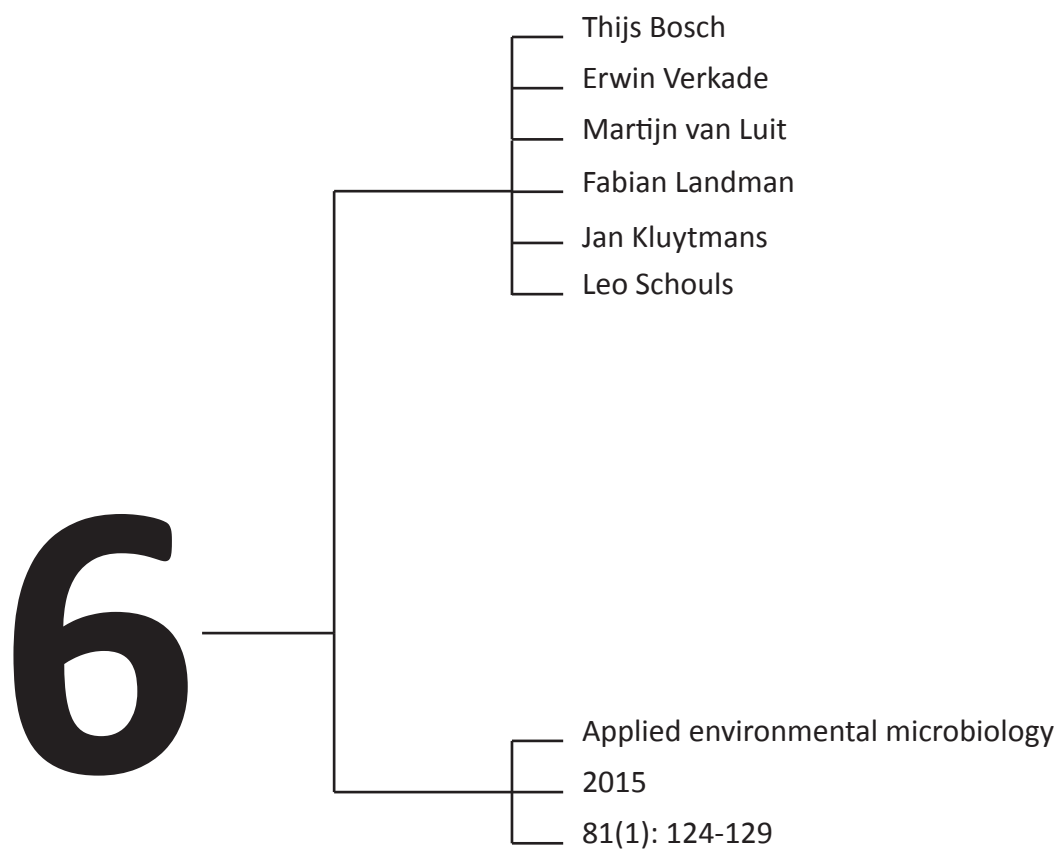 Thijs Bosch
Erwin Verkade
Martijn van Luit
Fabian Landman
Jan Kluytmans
Leo Schouls
6
Applied environmental microbiology
2015
81(1): 124-129